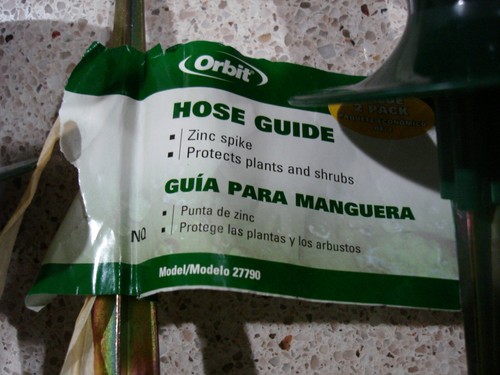 Orbit
HOSE GUIDE
▪ Zinc spike
▪ Protects plants and shrubs
GUÍA PARA MANGUERA
▪ Punta de zinc
▪ Protege las plantas y los arbustos
NO
Model/Modelo 27790
2-PACK